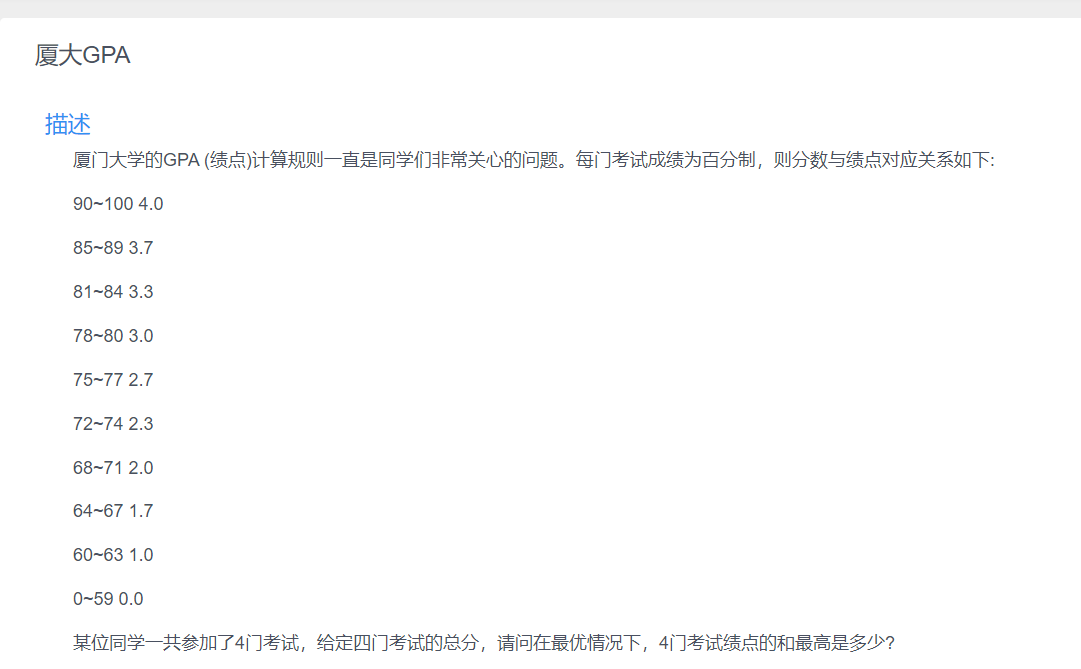 厦大GPA
描述
厦门大学的GPA (绩点)计算规则一直是同学们非常关心的问题。每门考试成绩为百分制，则分数与绩点对应关系如下:
90~100 4.0
85~89 3.7
81~84 3.3
78~80 3.0
75~77 2.7
72~74 2.3
68~71 2.0
64~67 1.7
60~63 1.0
0~59 0.0
某位同学一共参加了4门考试，给定四门考试的总分，请问在最优情况下，4门考试绩点的和最高是多少?